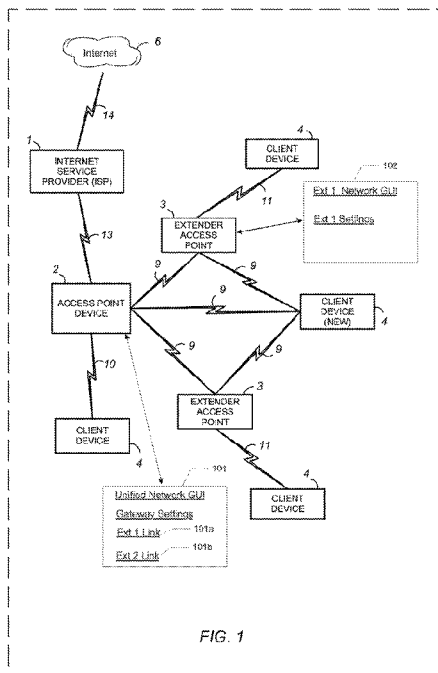 Internet
6
14
1
INTERNET
SERVICE
PROVIDER (ISP)
4
CLIENT
DEVICE
102
Ext 1 Network GUI
Ext 1 Settings
11
3
EXTENDER
ACCESS
POINT
13
2
ACCESS POINT
DEVICE
9
9
9
CLIENT
DEVICE
(NEW)
4
9
9
10
3
EXTENDER
ACCESS
POINT
CLIENT
DEVICE
4
11
4
CLIENT
DEVICE
101
Unified Network GUI
Gateway Settings
Ext 1 Link
101a
Ext 2 Link
101b
FIG. 1